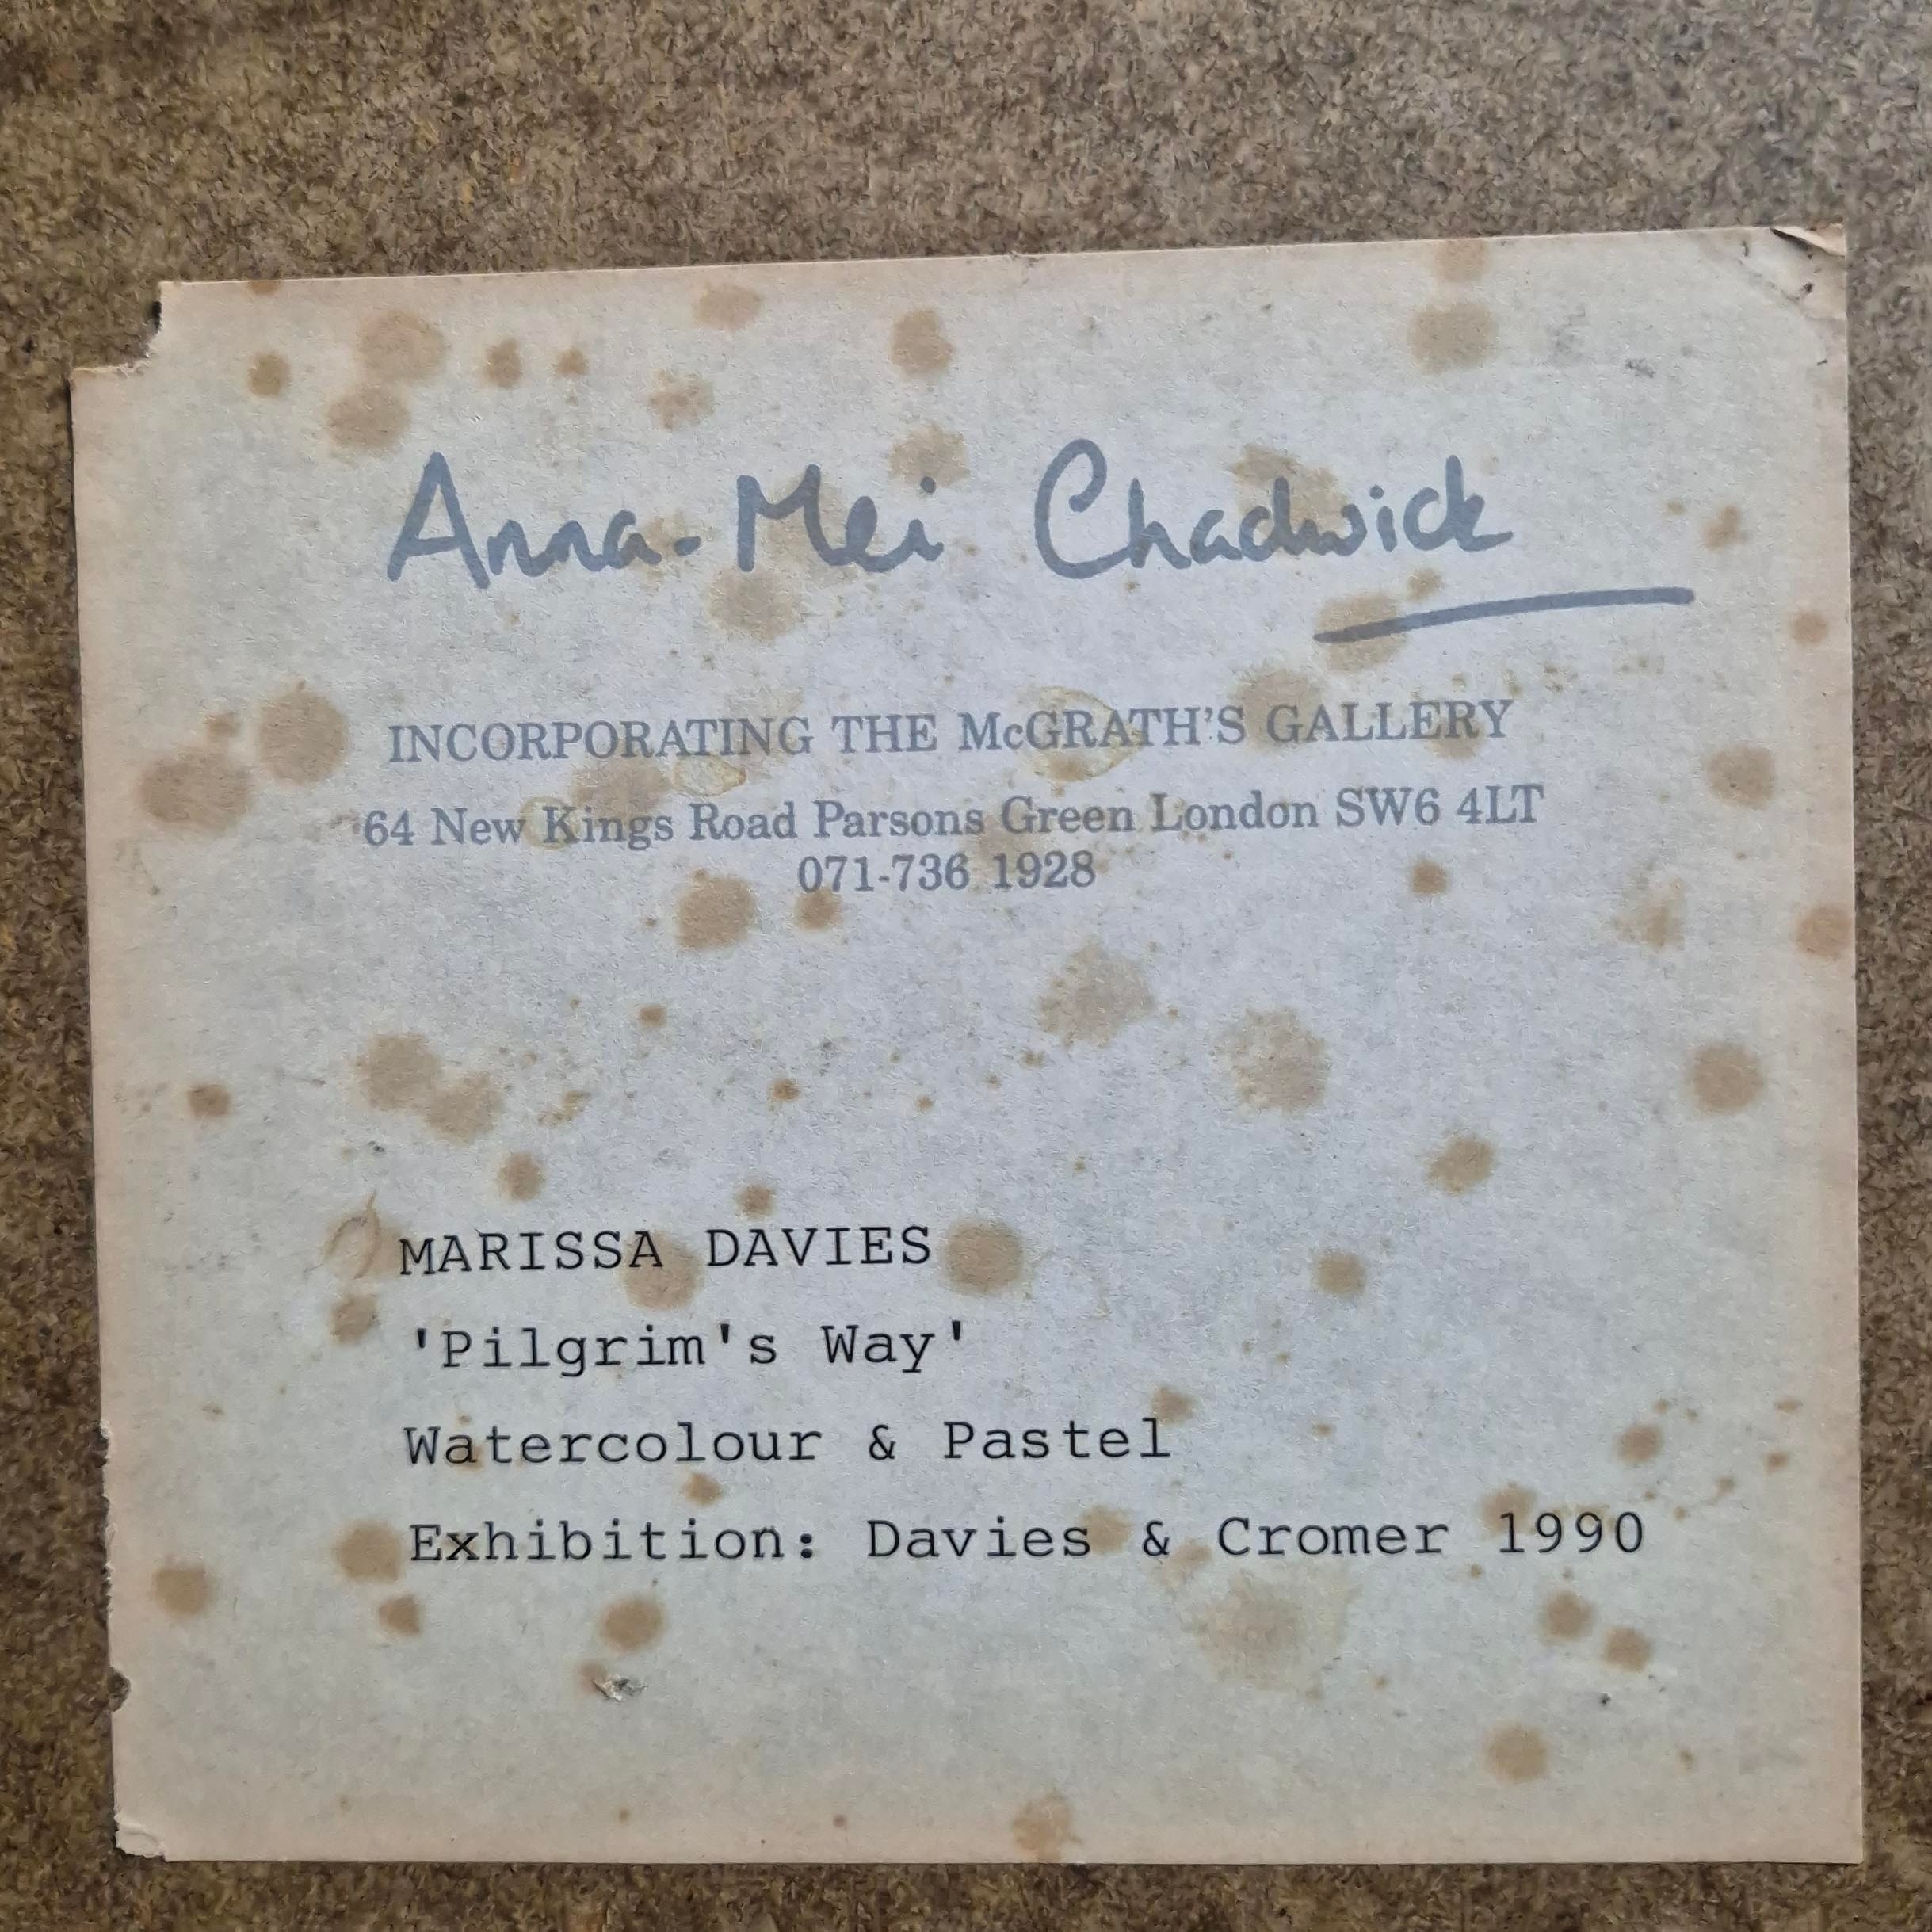 Anna-Mei Chadwick
INCORPORATING THE McGRATH'S GALLERY
64 New Kings Road Parsons Green London SW6 4LT
071-736 1928
MARISSA DAVIES
'Pilgrim's Way'
Watercolour & Pastel
Exhibition: Davies & Cromer 1990